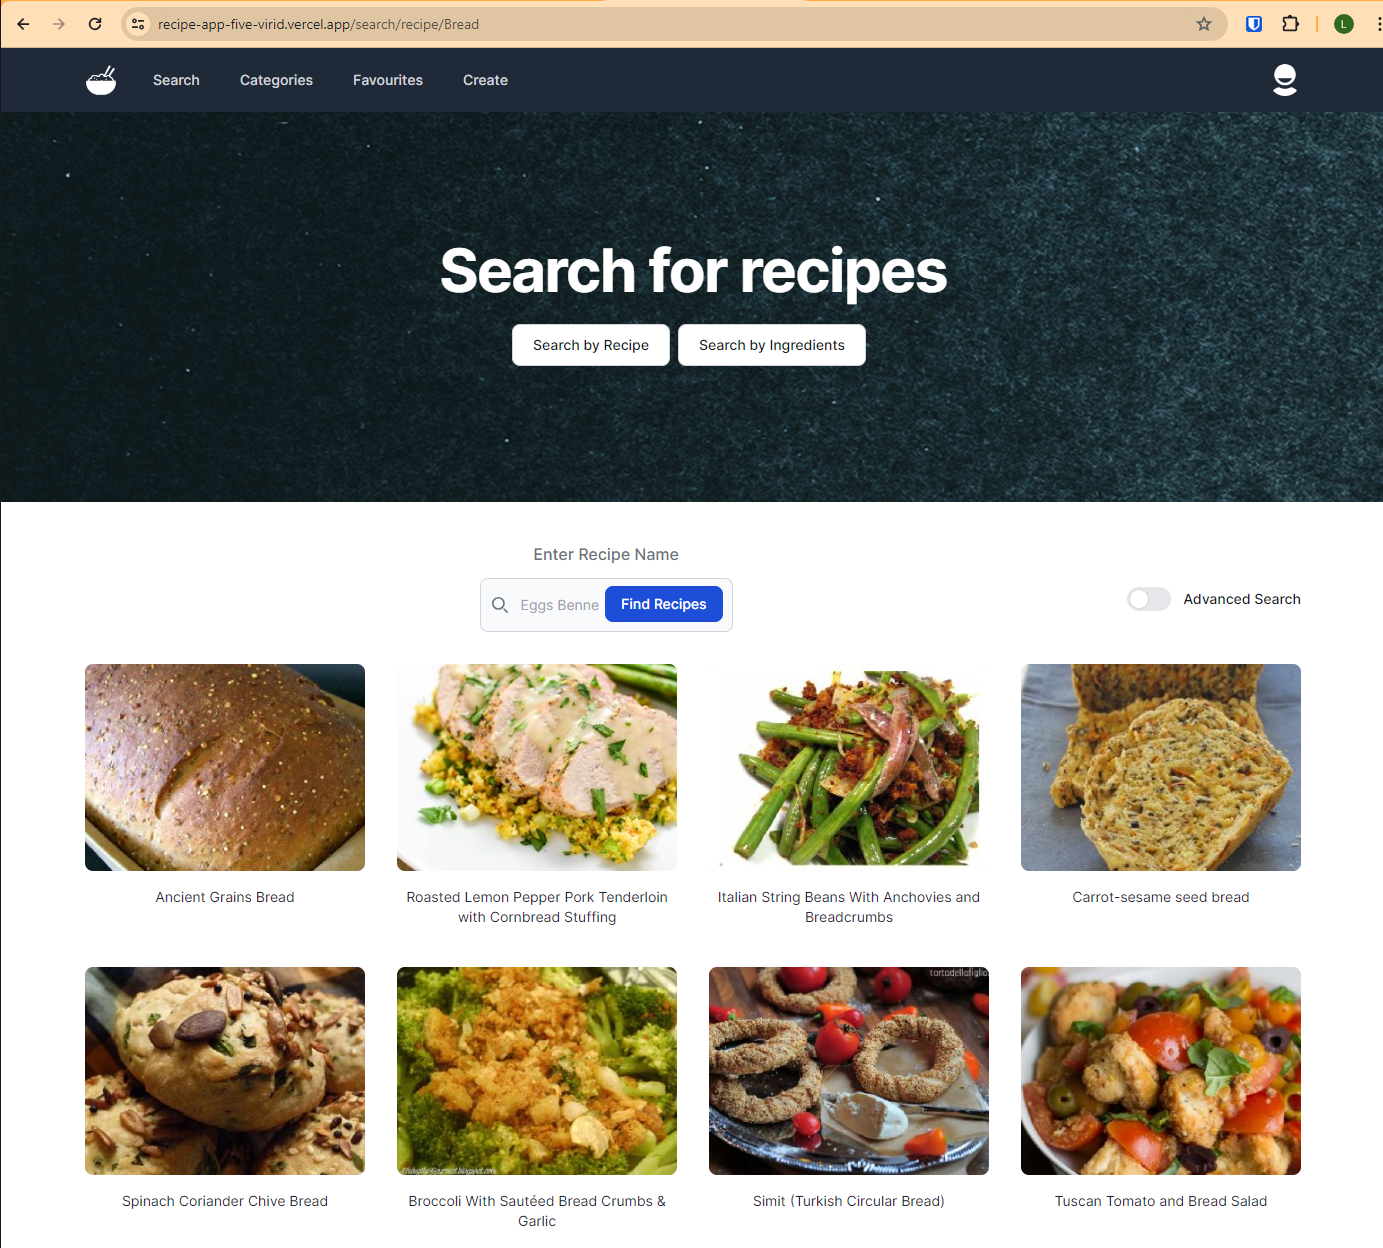 recipe-app-five-virid.vercel.app/search/recipe/Bread
L
Search Categories Favourites Create
Search for recipes
Search by Recipe Search by Ingredients
Enter Recipe Name
Eggs Benne Find Recipes
Advanced Search
Ancient Grains Bread
Roasted Lemon Pepper Pork Tenderloin
with Cornbread Stuffing
Italian String Beans With Anchovies and
Breadcrumbs
Carrot-sesame seed bread
tortadellafiglia
Spinach Coriander Chive Bread
Broccoli With Sautéed Bread Crumbs &
Garlic
Simit (Turkish Circular Bread)
Tuscan Tomato and Bread Salad